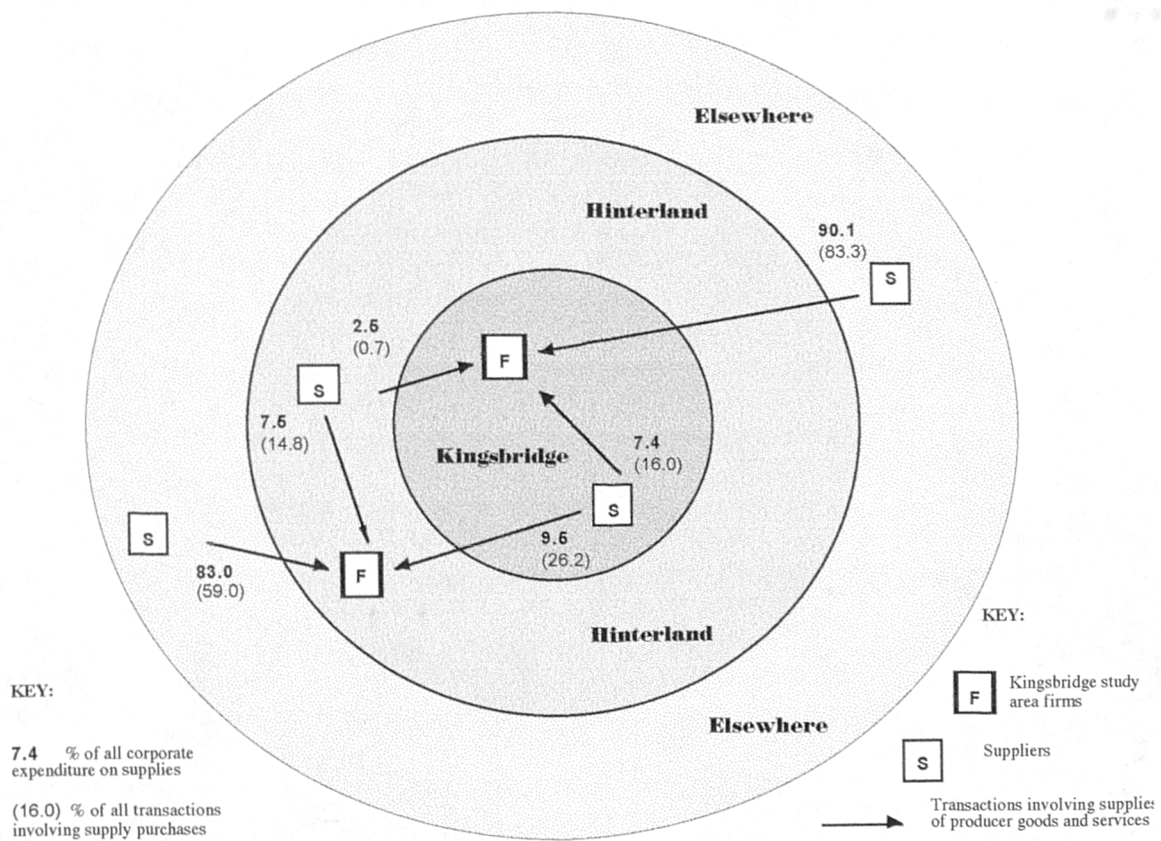 Elsewhere
Hinterland
90.1
(83.3)
S
2.5
(0.7)
F
S
7.5
(14.8)
Kingsbridge
7.4
(16.0)
S
S
9.5
(26.2)
83.0
(59.0)
F
Hinterland
Elsewhere
KEY:
7.4 % of all corporate
expenditure on supplies
(16.0) % of all transactions
involving supply purchases
KEY:
F
Kingsbridge study
area firms
S
Suppliers
Transactions involving supplies
of producer goods and services